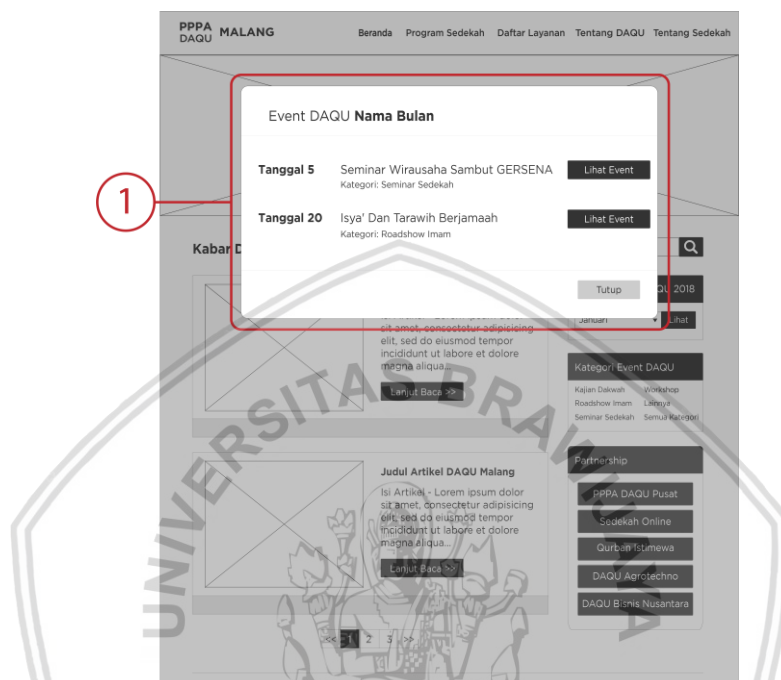 PPPA
DAQU MALANG
Beranda Program Sedekah Daftar Layanan Tentang DAQU Tentang Sedekah
Event DAQU Nama Bulan
1
Tanggal 5 Seminar Wirausaha Sambut GERSENA Lihat Event
Kategori: Seminar Sedekah
Tanggal 20 Isya' Dan Tarawih Berjamaah Lihat Event
Kategori: Roadshow Imam
Kabar D
Tutup
QU 2018
Januari Lihat
sit amet, consectetur adipisicing
elit, sed do eiusmod tempor
incididunt ut labore et dolore
magna aliqua...
Lanjut Baca >>
Kategori Event DAQU
Kajian Dakwah Workshop
Roadshow Imam Lainnya
Seminar Sedekah Semua Kategori
Judul Artikel DAQU Malang
Isi Artikel - Lorem ipsum dolor
sit amet, consectetur adipisicing
elit, sed do eiusmod tempor
incididunt ut labore et dolore
magna aliqua...
Lanjut Baca >>
Partnership
PPPA DAQU Pusat
Sedekah Online
Qurban Istimewa
DAQU Agrotechno
DAQU Bisnis Nusantara
<< 1 2 3 >>
UNIVERSITAS BRAWIJAYA